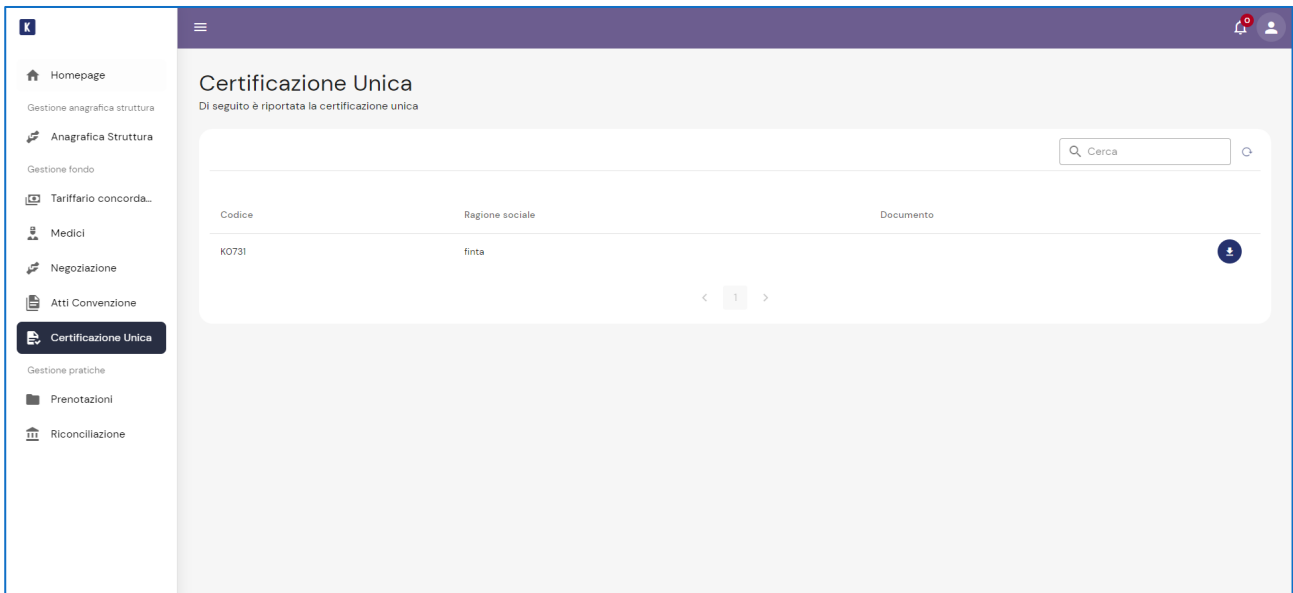 K
0
Homepage
Gestione anagrafica struttura
Anagrafica Struttura
Gestione fondo
Tariffario concorda...
Medici
Negoziazione
Atti Convenzione
Certificazione Unica
Gestione pratiche
Prenotazioni
Riconciliazione
Certificazione Unica
Di seguito è riportata la certificazione unica
Cerca
Codice Ragione sociale Documento
K0731 finta
1